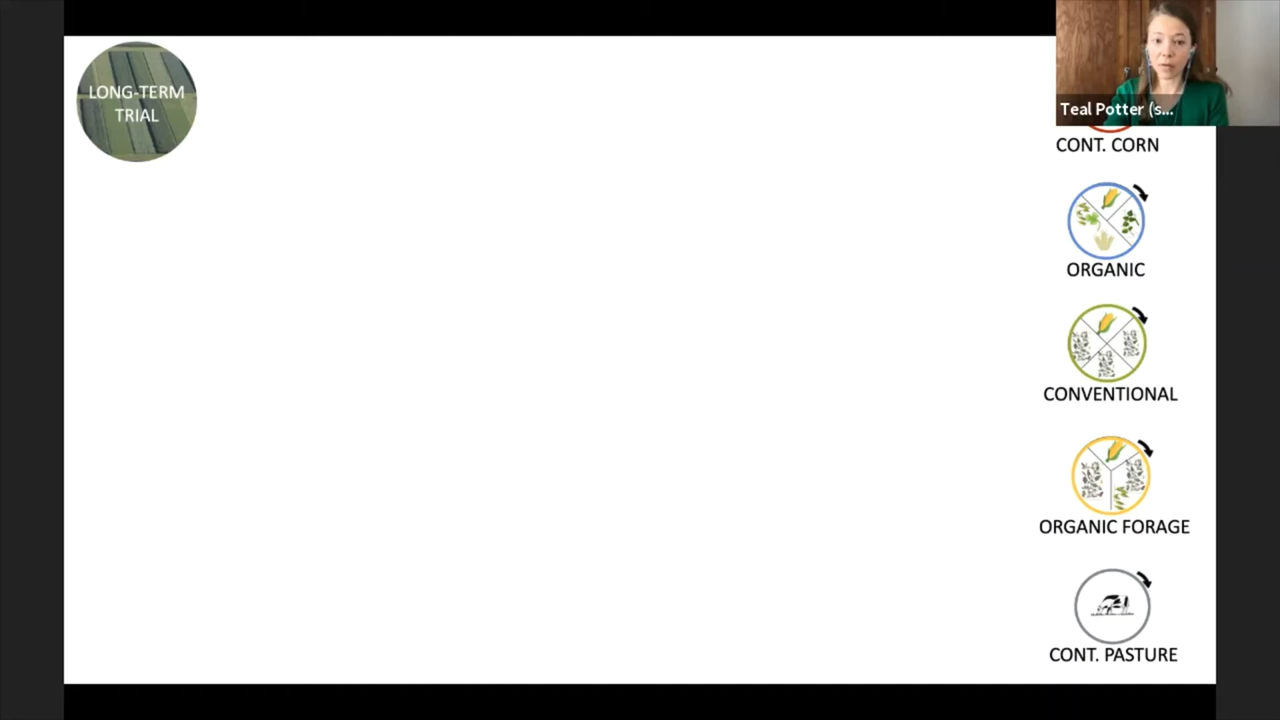 LONG-TERM
TRIAL
Teal Potter (s...
CONT. CORN
ORGANIC
CONVENTIONAL
ORGANIC FORAGE
CONT. PASTURE